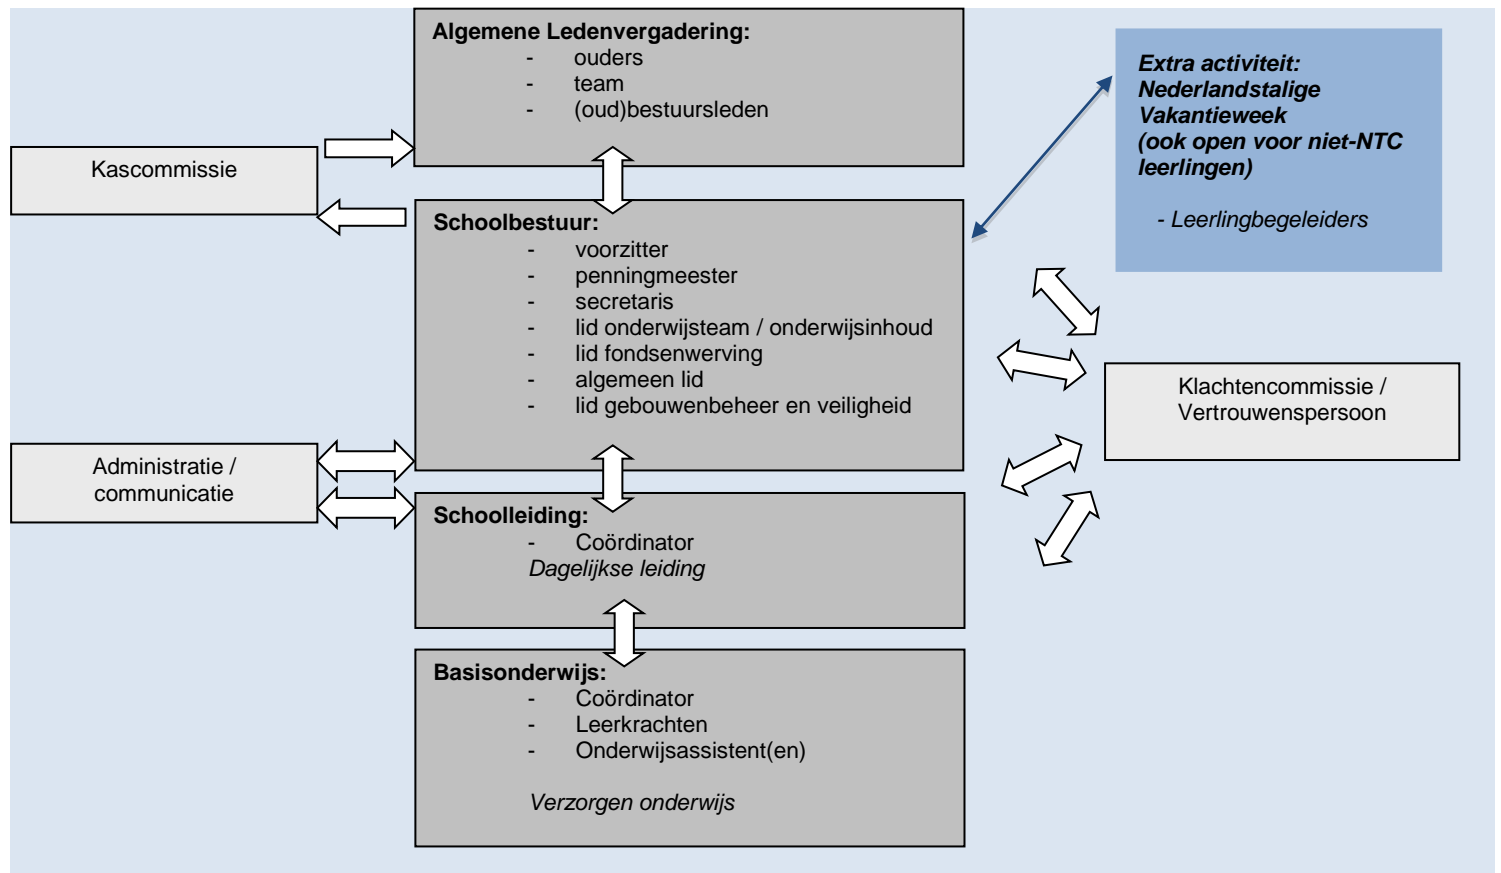 Algemene Ledenvergadering:
- ouders
- team
- (oud)bestuursleden
Extra activiteit:
Nederlandstalige
Vakantieweek
(ook open voor niet-NTC
leerlingen)
- Leerlingbegeleiders
Kascommissie
Schoolbestuur:
- voorzitter
- penningmeester
- secretaris
- lid onderwijsteam / onderwijsinhoud
- lid fondsenwerving
- algemeen lid
- lid gebouwenbeheer en veiligheid
Klachtencommissie /
Vertrouwenspersoon
Administratie /
communicatie
Schoolleiding:
- Coördinator
Dagelijkse leiding
Basisonderwijs:
- Coördinator
- Leerkrachten
- Onderwijsassistent(en)
Verzorgen onderwijs